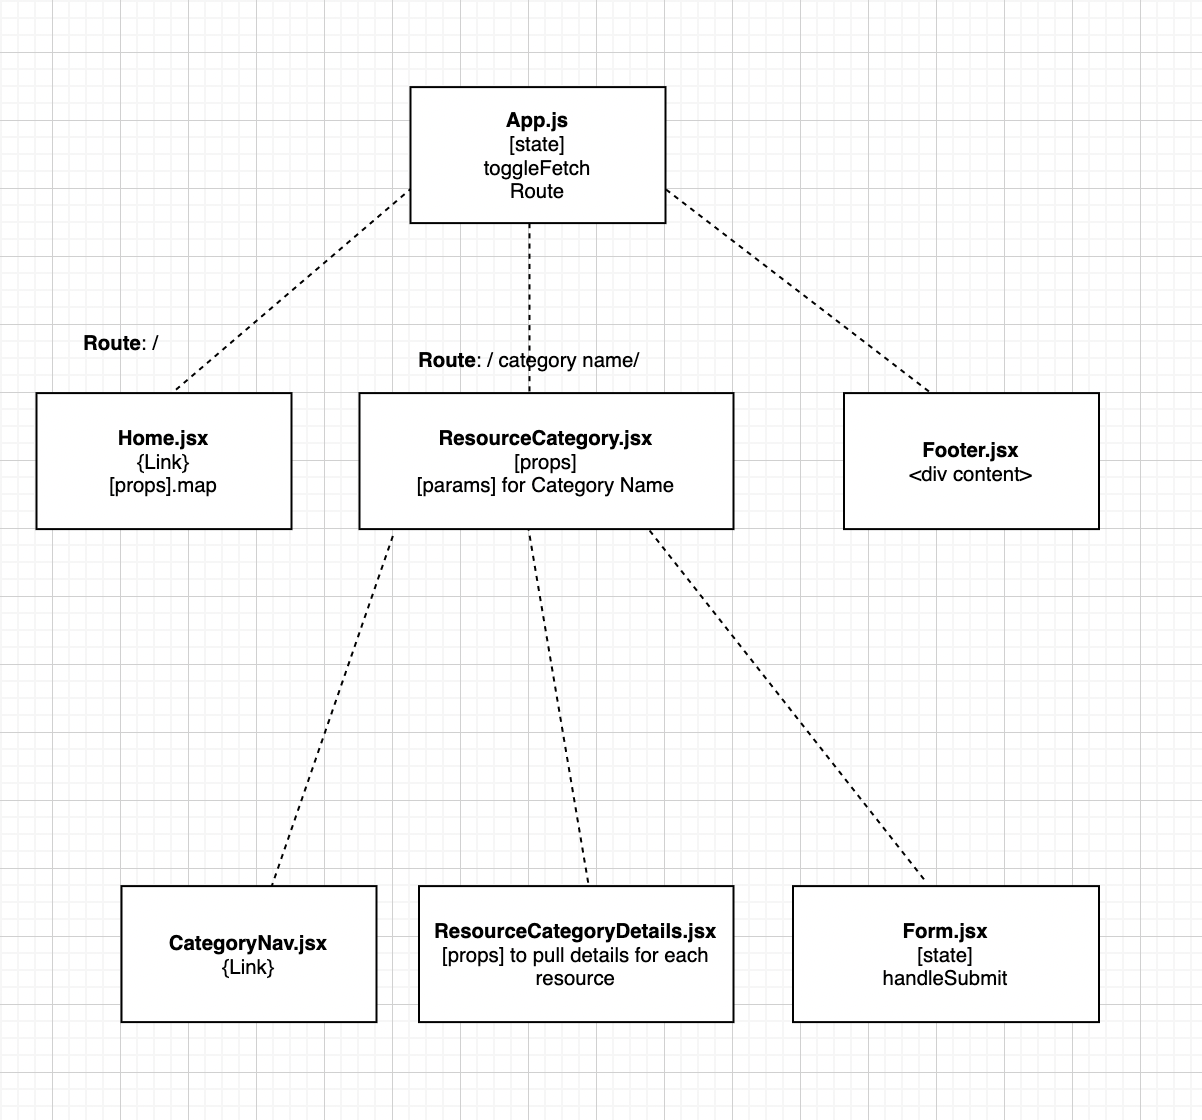 App.js
[state]
toggleFetch
Route
Route: /
Route: / category name/
Home.jsx
{Link}
[props].map
ResourceCategory.jsx
[props]
[params] for Category Name
Footer.jsx
<div content>
CategoryNav.jsx
{Link}
ResourceCategoryDetails.jsx
[props] to pull details for each
resource
Form.jsx
[state]
handleSubmit